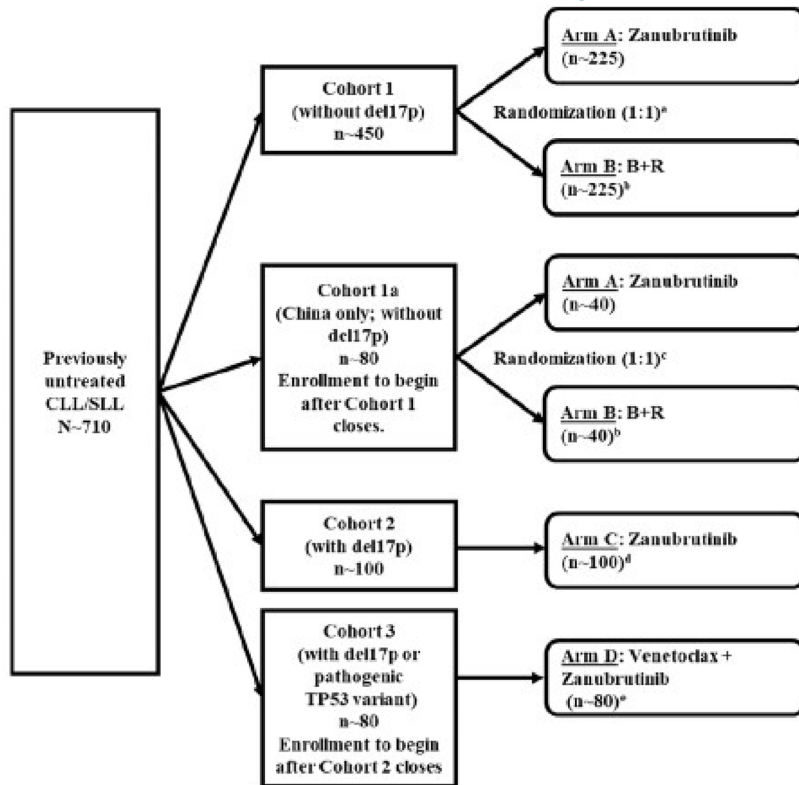 Previously
untreated
CLL/SLL
N~710
Cohort 1
(without del17p)
n~450
Arm A: Zanubrutinib
(n~225)
Randomization (1:1)ᵃ
Arm B: B+R
(n~225)ᵇ
Cohort 1a
(China only; without
del17p)
n~80
Enrollment to begin
after Cohort 1
closes.
Arm A: Zanubrutinib
(n~40)
Randomization (1:1)ᶜ
Arm B: B+R
(n~40)ᵇ
Cohort 2
(with del17p)
n~100
Arm C: Zanubrutinib
(n~100)ᵈ
Cohort 3
(with del17p or
pathogenic
TP53 variant)
n~80
Enrollment to begin
after Cohort 2 closes
Arm D: Venetoclax +
Zanubrutinib
(n~80)ᵉ